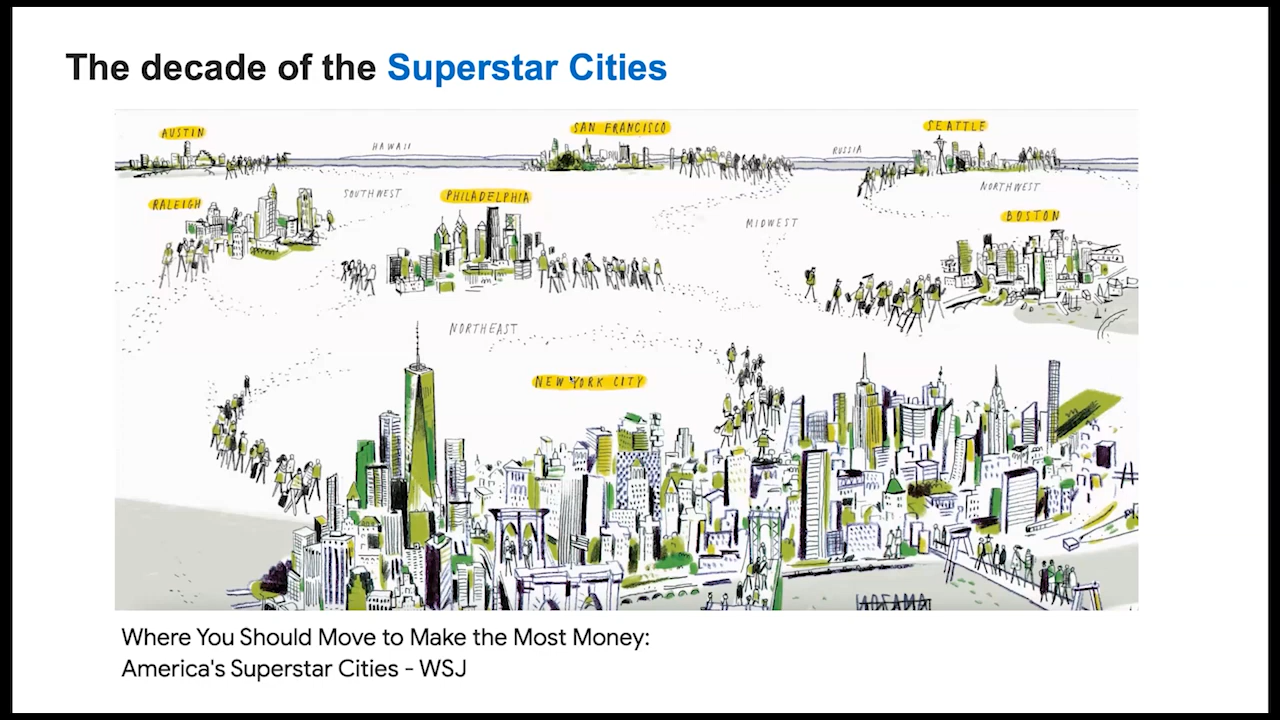 The decade of the Superstar Cities
AUSTIN
SAN FRANCISCO
SEATTLE
HAWAII
RUSSIA
RALEIGH
SOUTHWEST
PHILADELPHIA
NORTHWEST
MIDWEST
BOSTON
NORTHEAST
NEW YORK CITY
Where You Should Move to Make the Most Money:
America's Superstar Cities - WSJ